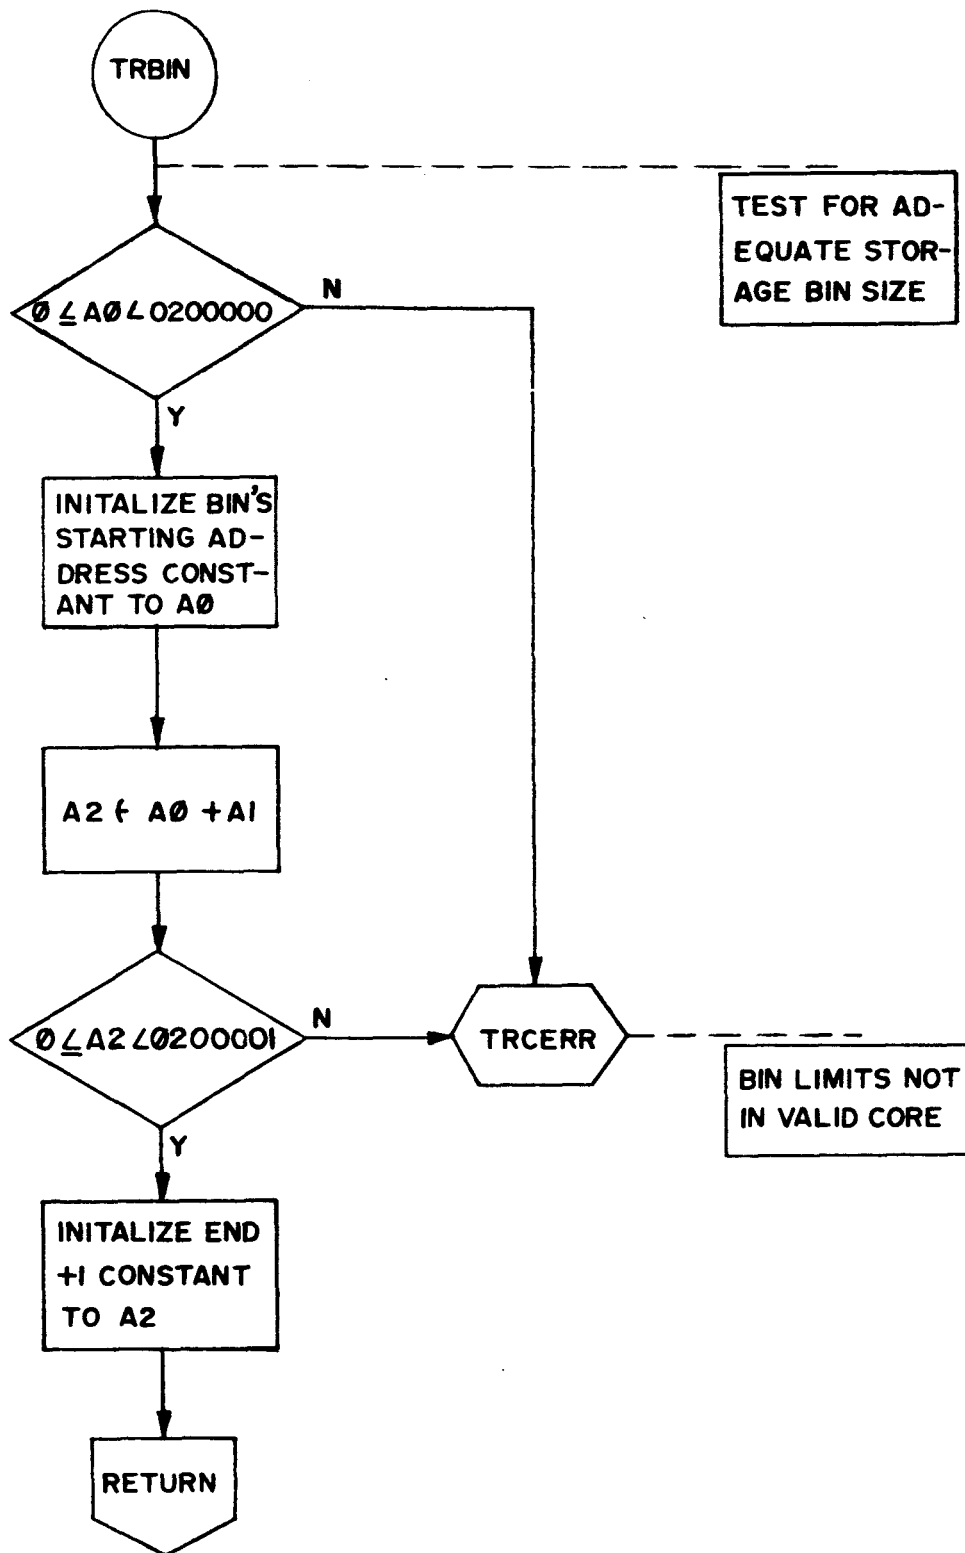 TRBIN
TEST FOR AD-
EQUATE STOR-
AGE BIN SIZE
Ø ≤ AØ < 0200000
N
Y
INITALIZE BIN'S
STARTING AD-
DRESS CONST-
ANT TO AØ
A2 ← AØ + A1
Ø ≤ A2 < Ø200001
N
TRCERR
BIN LIMITS NOT
IN VALID CORE
Y
INITALIZE END
+1 CONSTANT
TO A2
RETURN